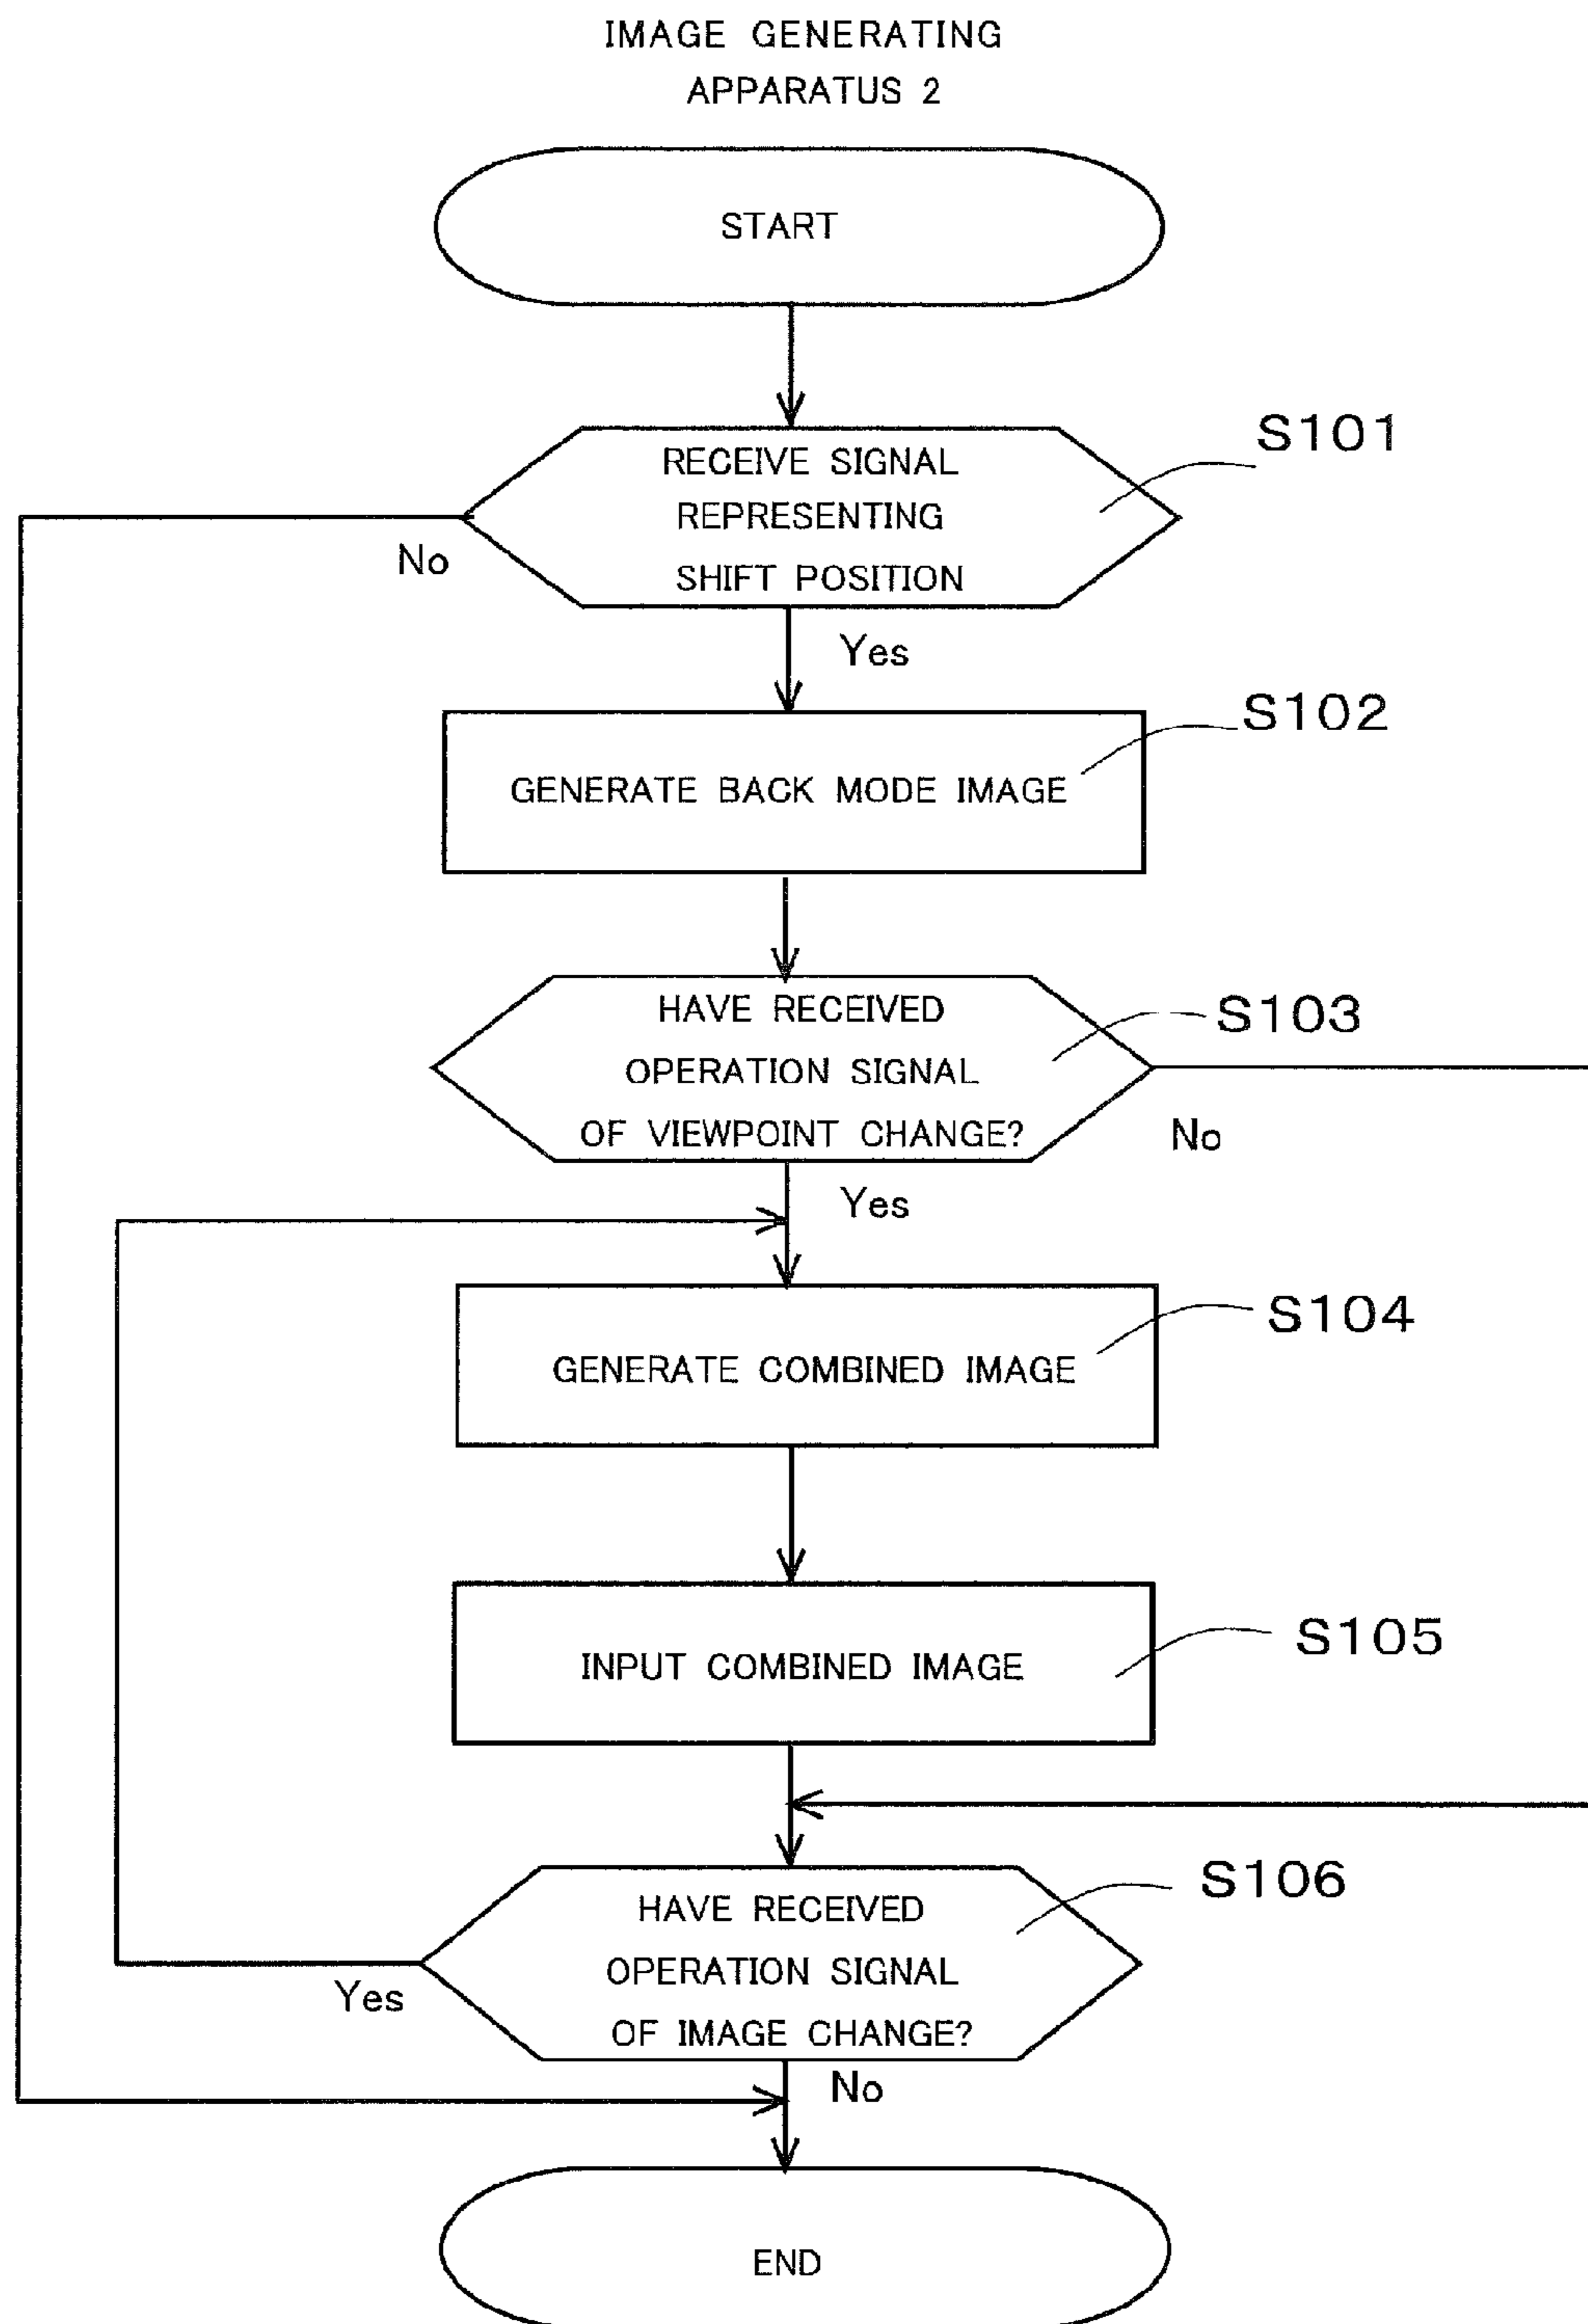 IMAGE GENERATING
APPARATUS 2
START
S101
RECEIVE SIGNAL
REPRESENTING
SHIFT POSITION
No
Yes
S102
GENERATE BACK MODE IMAGE
HAVE RECEIVED
S103
OPERATION SIGNAL
OF VIEWPOINT CHANGE?
No
Yes
S104
GENERATE COMBINED IMAGE
S105
INPUT COMBINED IMAGE
S106
HAVE RECEIVED
OPERATION SIGNAL
OF IMAGE CHANGE?
Yes
No
END